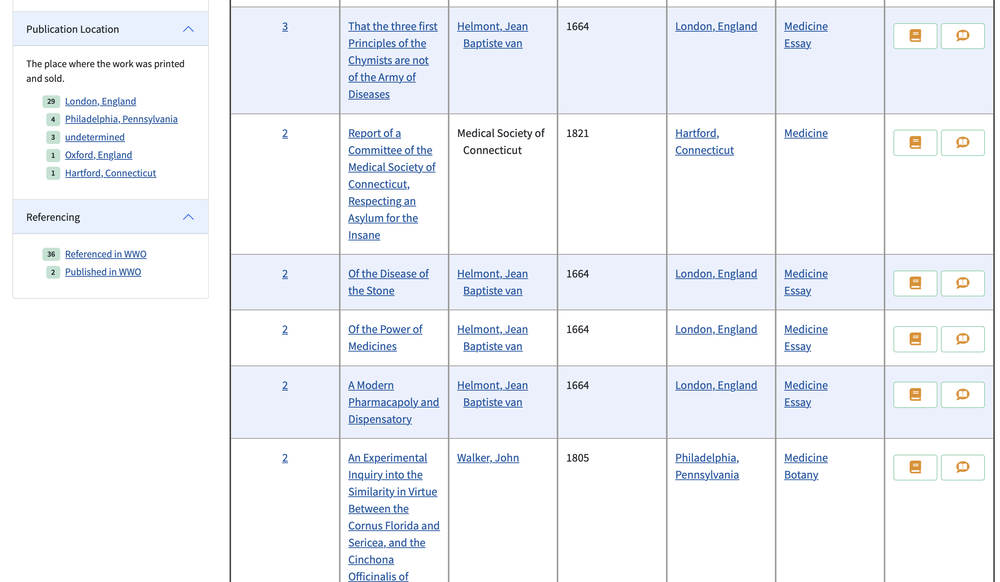 Publication Location
The place where the work was printed
and sold.
29 London, England
4 Philadelphia, Pennsylvania
3 undetermined
1 Oxford, England
1 Hartford, Connecticut
Referencing
36 Referenced in WWO
2 Published in WWO
3
That the three first
Principles of the
Chymists are not
of the Army of
Diseases
Helmont, Jean
Baptiste van
1664
London, England
Medicine
Essay
2
Report of a
Committee of the
Medical Society of
Connecticut,
Respecting an
Asylum for the
Insane
Medical Society of
Connecticut
1821
Hartford,
Connecticut
Medicine
2
Of the Disease of
the Stone
Helmont, Jean
Baptiste van
1664
London, England
Medicine
Essay
2
Of the Power of
Medicines
Helmont, Jean
Baptiste van
1664
London, England
Medicine
Essay
2
A Modern
Pharmacapoly and
Dispensatory
Helmont, Jean
Baptiste van
1664
London, England
Medicine
Essay
2
An Experimental
Inquiry into the
Similarity in Virtue
Between the
Cornus Florida and
Sericea, and the
Cinchona
Officinalis of
Walker, John
1805
Philadelphia,
Pennsylvania
Medicine
Botany